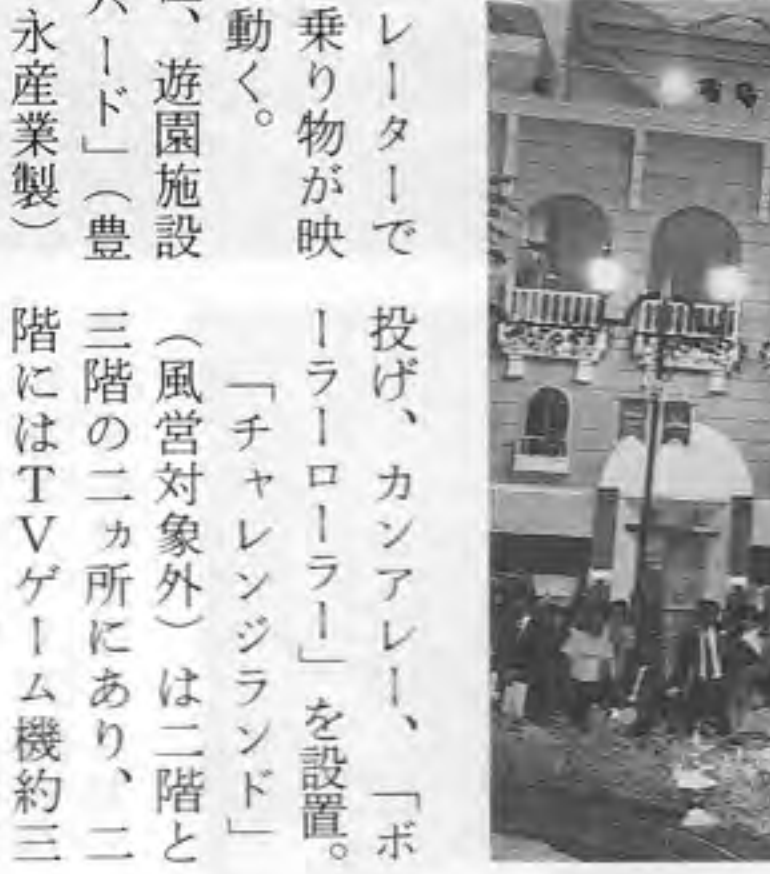 レーターで
乗り物が映
動く。
、遊園施設
ード」（豊
永産業製）
投げ、カンアレー、「ボ
ーラーローラー」を設置。
「チャレンジランド」
（風営対象外）は二階と
三階の二ヵ所にあり、二
階にはTVゲーム機約三